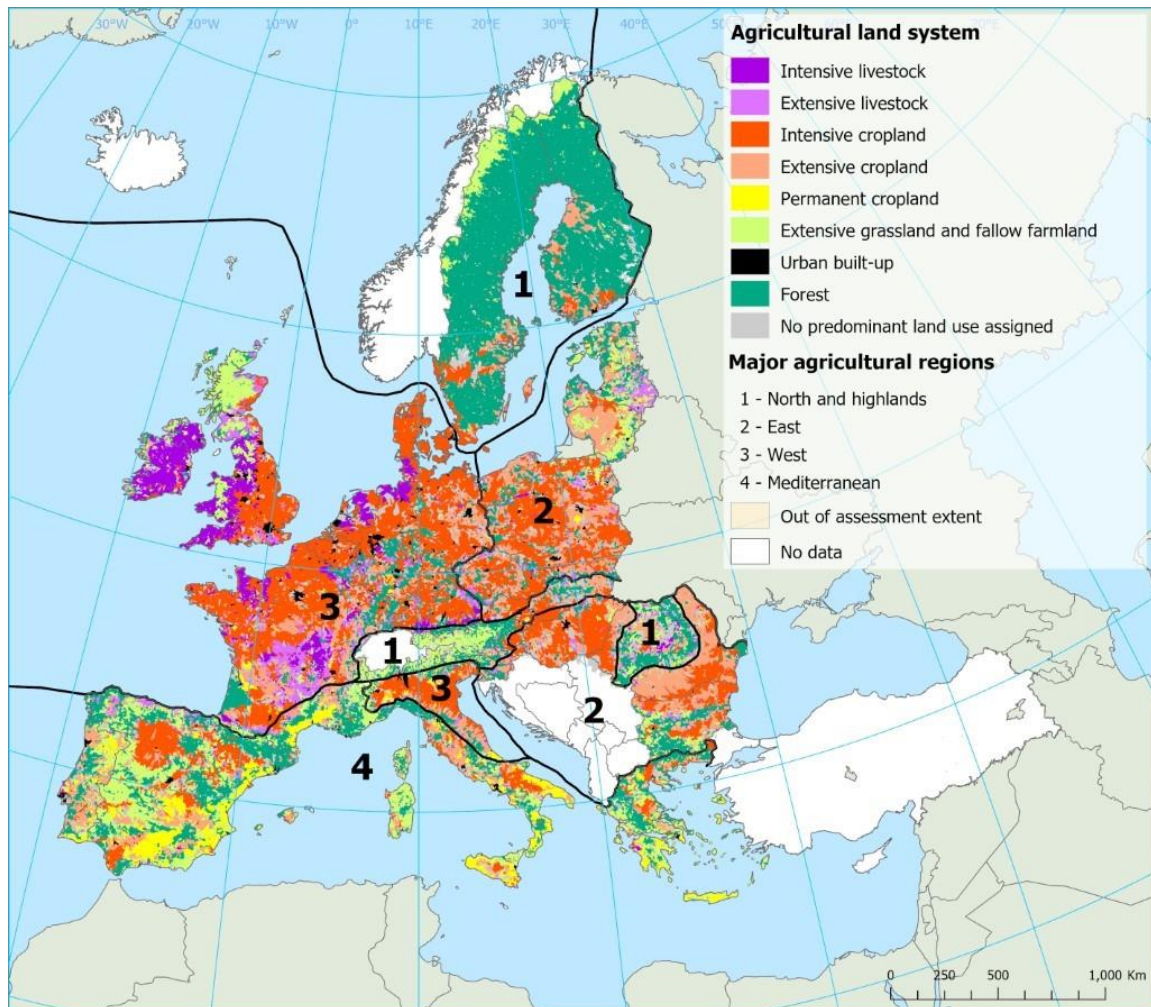 30°W 20°W 10°W 0° 10°E 20°E 30°E 40°E 50°E 60°E 70°E
Agricultural land system
Intensive livestock
Extensive livestock
Intensive cropland
Extensive cropland
Permanent cropland
Extensive grassland and fallow farmland
Urban built-up
Forest
No predominant land use assigned
Major agricultural regions
1 - North and highlands
2 - East
3 - West
4 - Mediterranean
Out of assessment extent
No data
1
2
3
1
1
3
2
4
0 250 500 1,000 Km